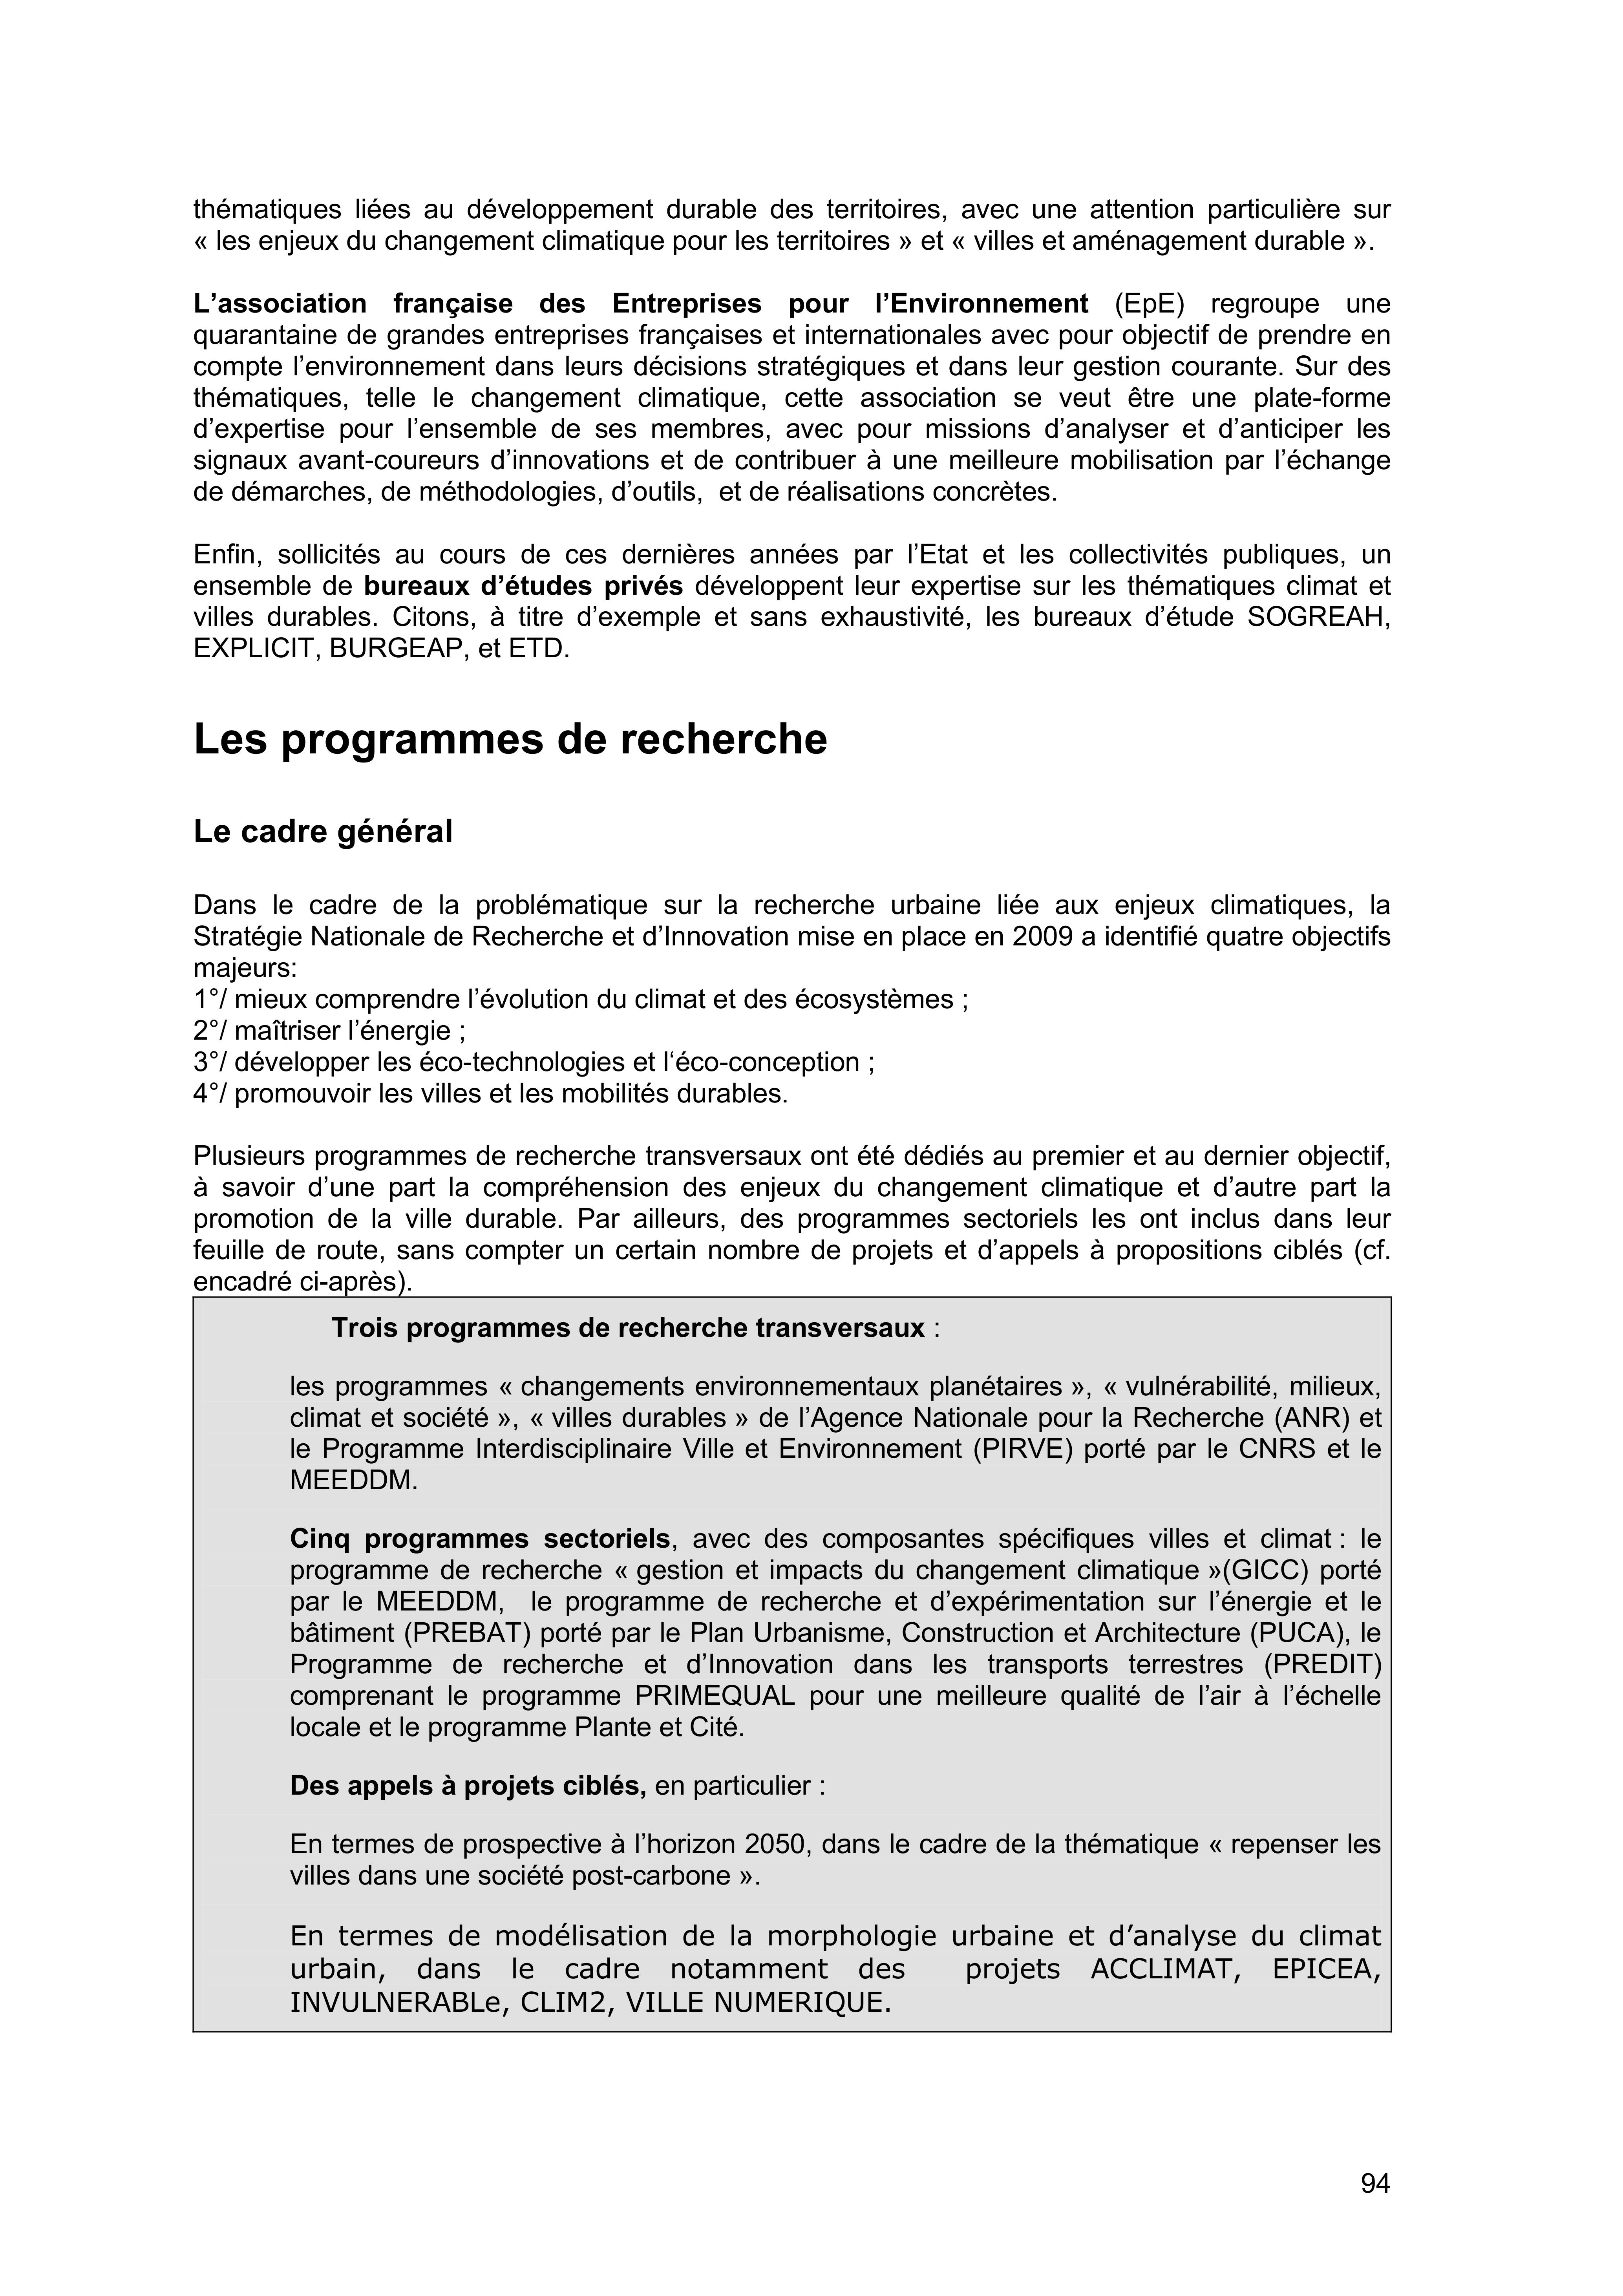 thématiques liées au développement durable des territoires, avec une attention particulière sur
« les enjeux du changement climatique pour les territoires » et « villes et aménagement durable ».
L’association française des Entreprises pour l’Environnement (EpE) regroupe une
quarantaine de grandes entreprises françaises et internationales avec pour objectif de prendre en
compte l’environnement dans leurs décisions stratégiques et dans leur gestion courante. Sur des
thématiques, telle le changement climatique, cette association se veut être une plate-forme
d’expertise pour l’ensemble de ses membres, avec pour missions d’analyser et d’anticiper les
signaux avant-coureurs d’innovations et de contribuer à une meilleure mobilisation par l’échange
de démarches, de méthodologies, d’outils,  et de réalisations concrètes.
Enfin, sollicités au cours de ces dernières années par l’Etat et les collectivités publiques, un
ensemble de bureaux d’études privés développent leur expertise sur les thématiques climat et
villes durables. Citons, à titre d’exemple et sans exhaustivité, les bureaux d’étude SOGREAH,
EXPLICIT, BURGEAP, et ETD.
Les programmes de recherche
Le cadre général
Dans le cadre de la problématique sur la recherche urbaine liée aux enjeux climatiques, la
Stratégie Nationale de Recherche et d’Innovation mise en place en 2009 a identifié quatre objectifs
majeurs:
1°/ mieux comprendre l’évolution du climat et des écosystèmes ;
2°/ maîtriser l’énergie ;
3°/ développer les éco-technologies et l‘éco-conception ;
4°/ promouvoir les villes et les mobilités durables.
Plusieurs programmes de recherche transversaux ont été dédiés au premier et au dernier objectif,
à savoir d’une part la compréhension des enjeux du changement climatique et d’autre part la
promotion de la ville durable. Par ailleurs, des programmes sectoriels les ont inclus dans leur
feuille de route, sans compter un certain nombre de projets et d’appels à propositions ciblés (cf.
encadré ci-après).
Trois programmes de recherche transversaux :
les programmes « changements environnementaux planétaires », « vulnérabilité, milieux,
climat et société », « villes durables » de l’Agence Nationale pour la Recherche (ANR) et
le Programme Interdisciplinaire Ville et Environnement (PIRVE) porté par le CNRS et le
MEEDDM.
Cinq programmes sectoriels, avec des composantes spécifiques villes et climat : le
programme de recherche « gestion et impacts du changement climatique »(GICC) porté
par le MEEDDM,  le programme de recherche et d’expérimentation sur l’énergie et le
bâtiment (PREBAT) porté par le Plan Urbanisme, Construction et Architecture (PUCA), le
Programme de recherche et d’Innovation dans les transports terrestres (PREDIT)
comprenant le programme PRIMEQUAL pour une meilleure qualité de l’air à l’échelle
locale et le programme Plante et Cité.
Des appels à projets ciblés, en particulier :
En termes de prospective à l’horizon 2050, dans le cadre de la thématique « repenser les
villes dans une société post-carbone ».
En termes de modélisation de la morphologie urbaine et d’analyse du climat
urbain, dans le cadre notamment des  projets ACCLIMAT, EPICEA,
INVULNERABLe, CLIM2, VILLE NUMERIQUE.
94